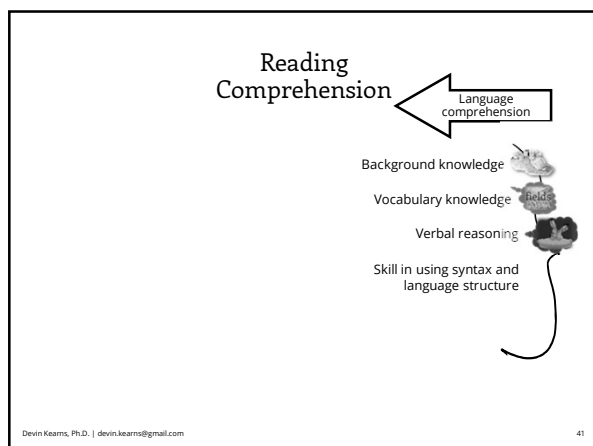 Reading
Comprehension
Language
comprehension
Background knowledge
Vocabulary knowledge
fields
Verbal reasoning
Skill in using syntax and
language structure
Devin Kearns, Ph.D. | devin.kearns@gmail.com
41